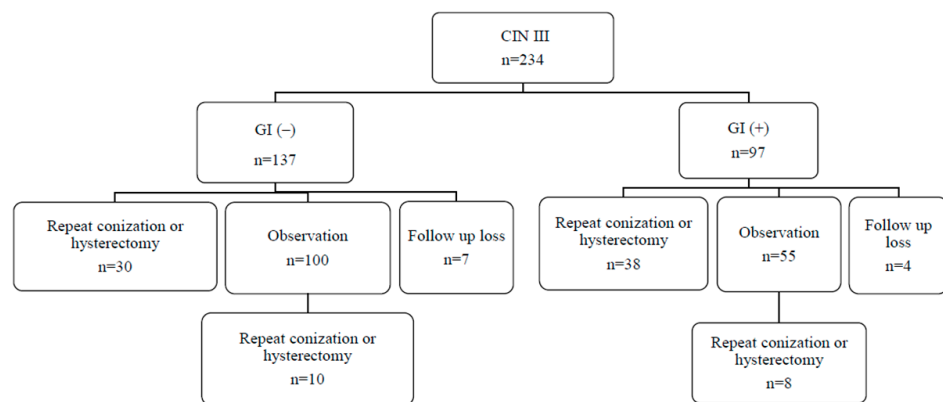 CIN III
n=234
GI (–)
n=137
GI (+)
n=97
Repeat conization or
hysterectomy
n=30
Observation
n=100
Follow up loss
n=7
Repeat conization or
hysterectomy
n=38
Observation
n=55
Follow up
loss
n=4
Repeat conization or
hysterectomy
n=10
Repeat conization or
hysterectomy
n=8